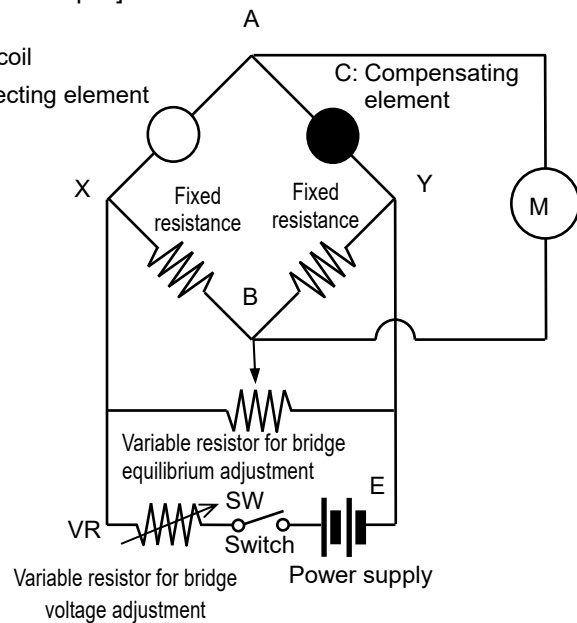 A
coil
ecting element
C: Compensating
element
X
Y
Fixed
resistance
Fixed
resistance
M
B
Variable resistor for bridge
equilibrium adjustment
E
SW
VR
Switch
Power supply
Variable resistor for bridge
voltage adjustment